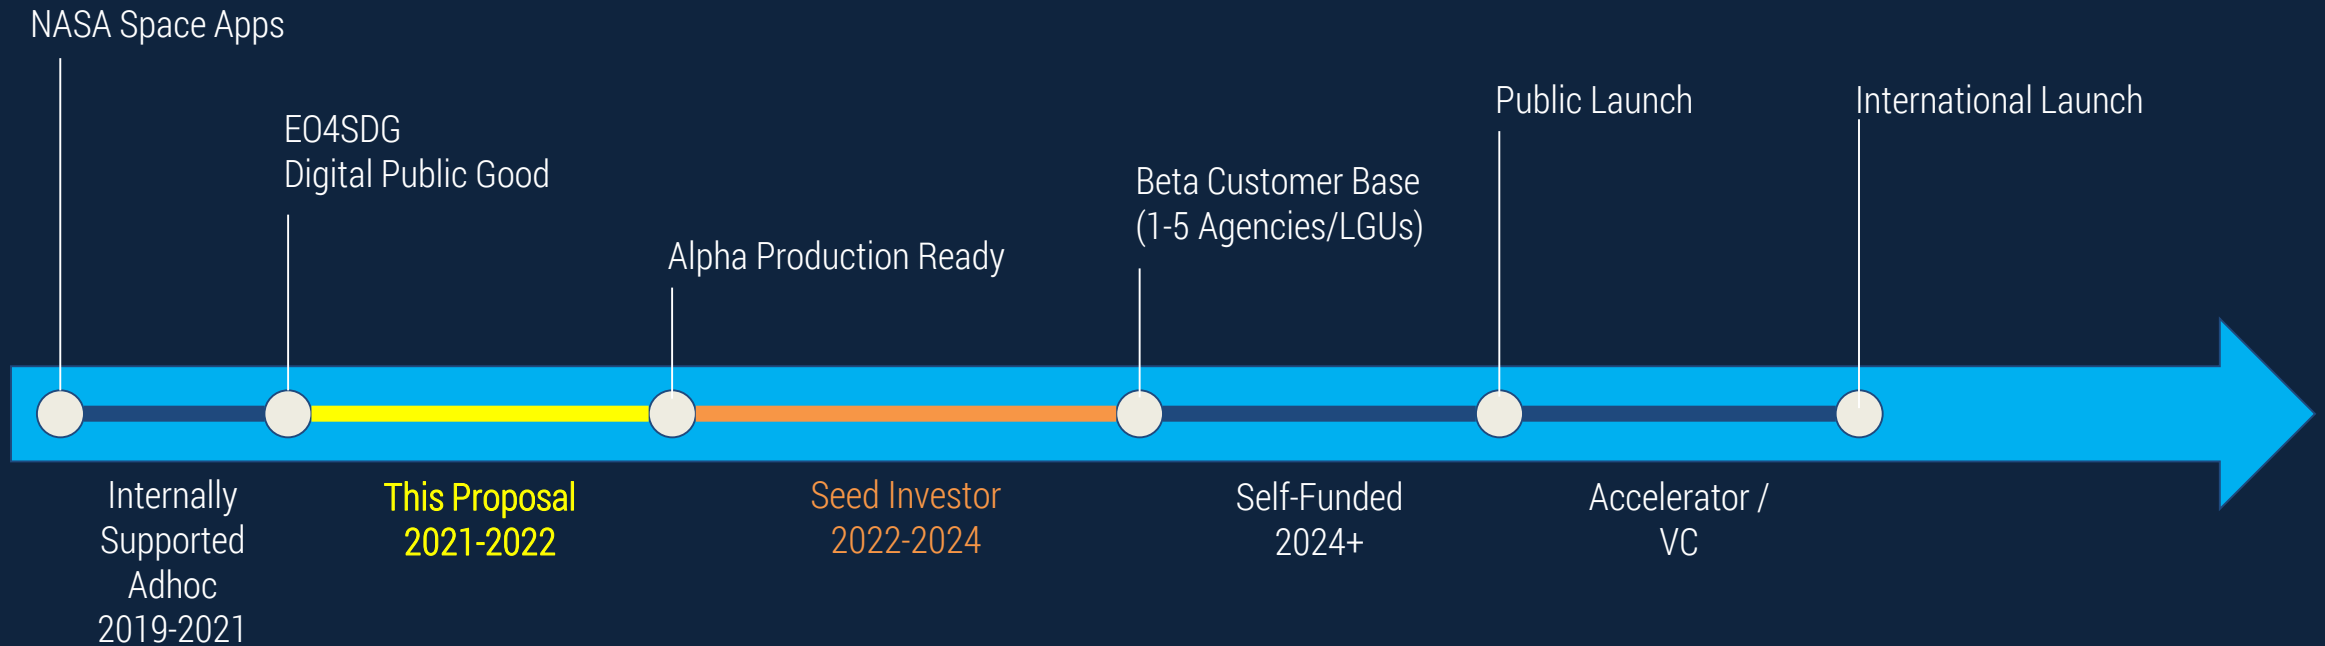 NASA Space Apps
EO4SDG
Digital Public Good
Alpha Production Ready
Beta Customer Base
(1-5 Agencies/LGUs)
Public Launch
International Launch
Internally
Supported
Adhoc
2019-2021
This Proposal
2021-2022
Seed Investor
2022-2024
Self-Funded
2024+
Accelerator /
VC